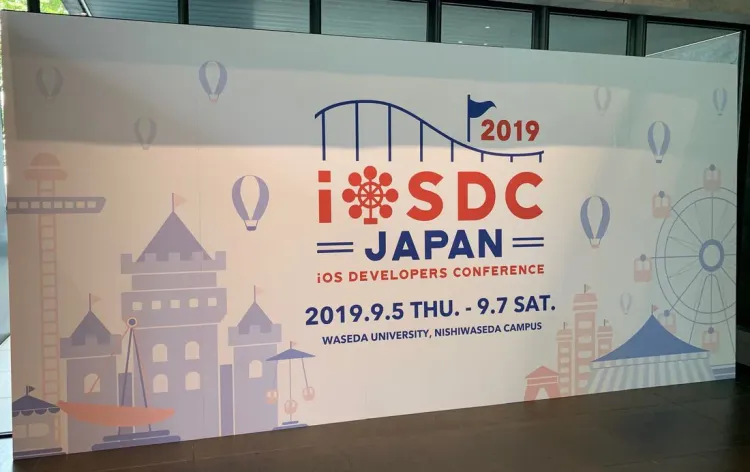 2019
iOSDC
JAPAN
iOS DEVELOPERS CONFERENCE
2019.9.5 THU. - 9.7 SAT.
WASEDA UNIVERSITY, NISHIWASEDA CAMPUS